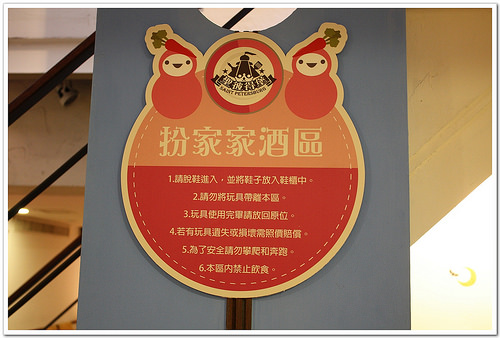 聖彼得堡
SAINT PETERSBURG
扮家家酒區
1.請脫鞋進入，並將鞋子放入鞋櫃中。
2.請勿將玩具帶離本區。
3.玩具使用完畢請放回原位。
4.若有玩具遺失或損壞需照價賠償。
5.為了安全請勿攀爬和奔跑。
6.本區內禁止飲食。